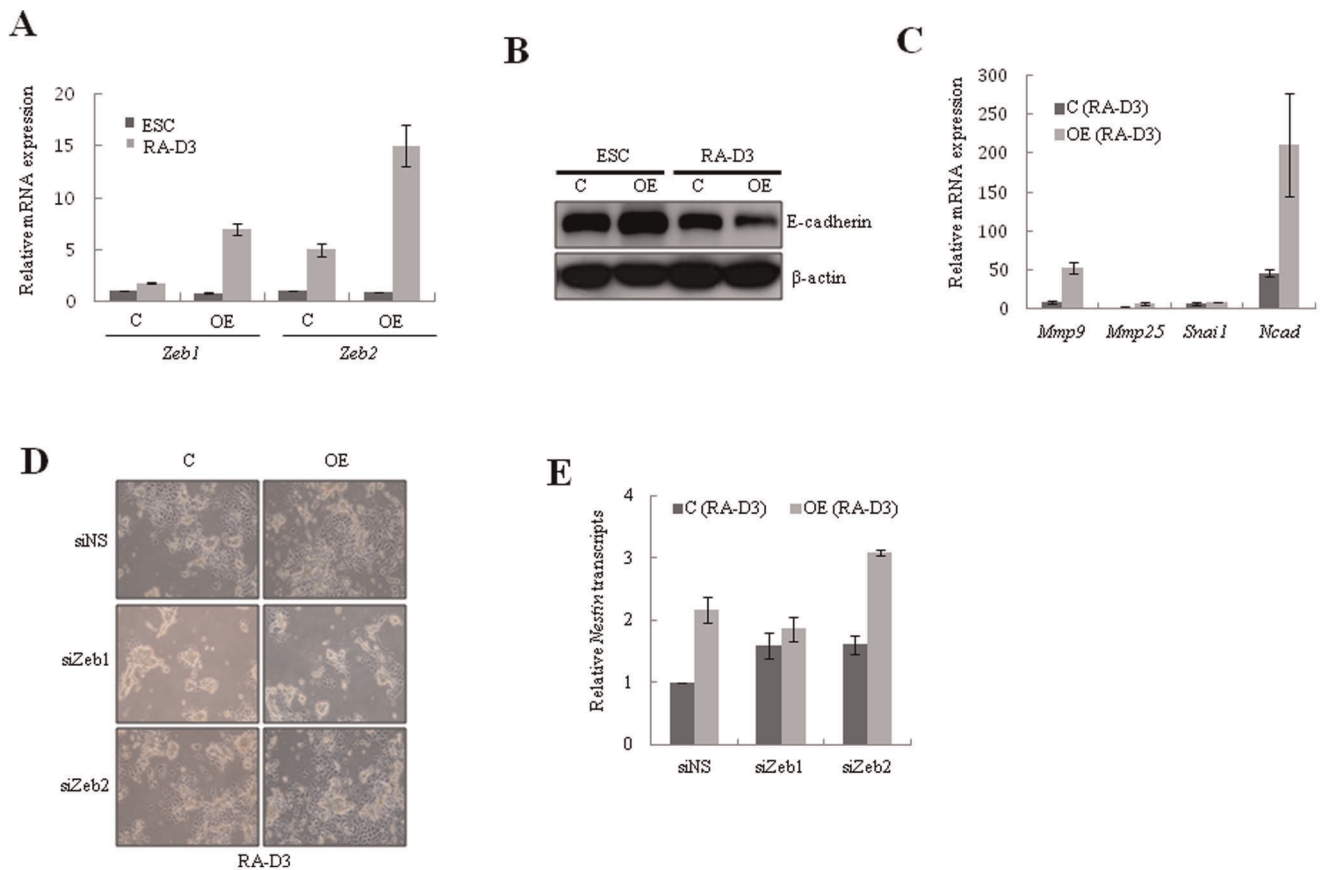 A
Relative mRNA expression
20
15
10
5
0
ESC
RA-D3
C
OE
C
OE
Zeb1
Zeb2
B
ESC
RA-D3
C
OE
C
OE
E-cadherin
β-actin
C
Relative mRNA expression
300
250
200
150
100
50
0
C (RA-D3)
OE (RA-D3)
Mmp9
Mmp25
Snai1
Ncad
D
C
OE
siNS
siZeb1
siZeb2
RA-D3
E
Relative Nestin transcripts
4
3
2
1
0
C (RA-D3)
OE (RA-D3)
siNS
siZeb1
siZeb2